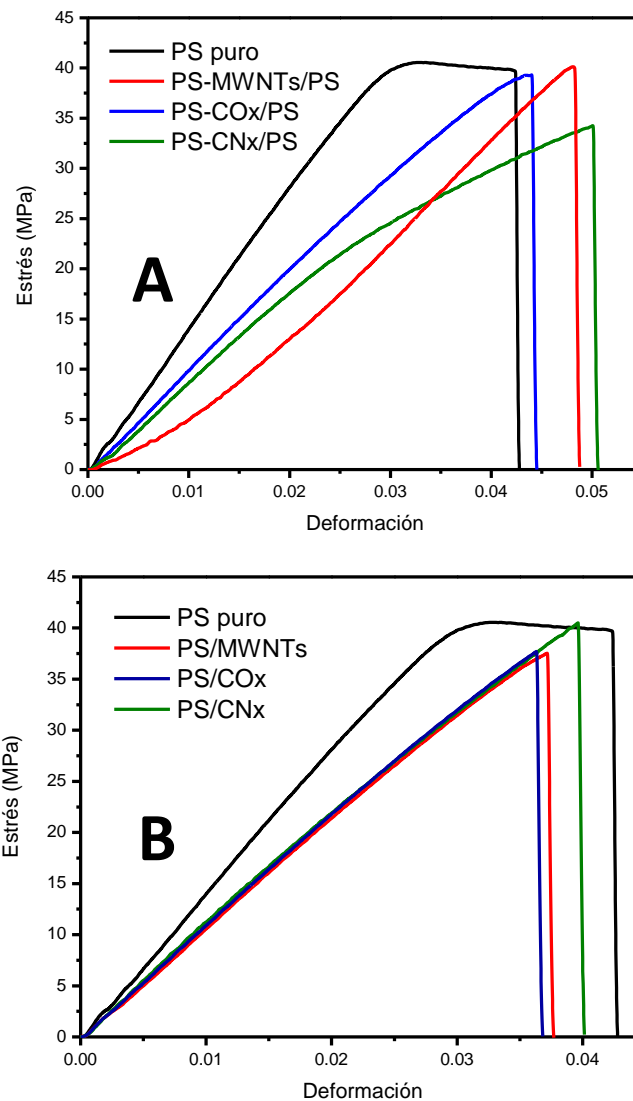 45
40
35
30
25
20
15
10
5
0
Estrés (MPa)
PS puro
PS-MWNTs/PS
PS-COx/PS
PS-CNx/PS
A
0.00 0.01 0.02 0.03 0.04 0.05
Deformación
45
40
35
30
25
20
15
10
5
0
Estrés (MPa)
PS puro
PS/MWNTs
PS/COx
PS/CNx
B
0.00 0.01 0.02 0.03 0.04
Deformación